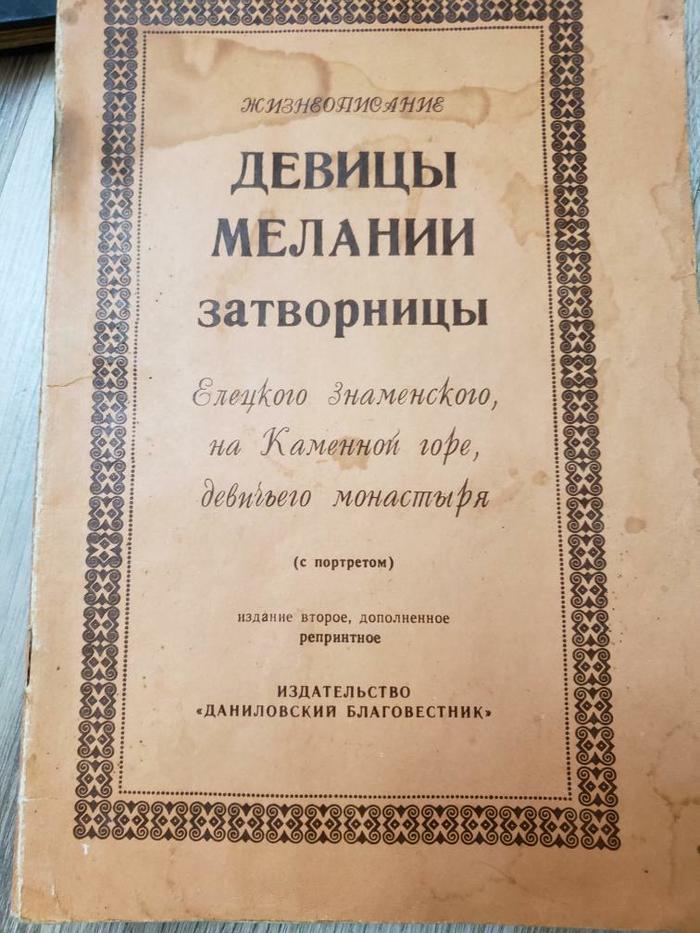 ЖИЗНЕОПИСАНИЕ
ДЕВИЦЫ
МЕЛАНИИ
затворницы
Елецкого Знаменского,
на Каменной горе,
девичьего монастыря
(с портретом)
издание второе, дополненное
репринтное
ИЗДАТЕЛЬСТВО
«ДАНИЛОВСКИЙ БЛАГОВЕСТНИК»